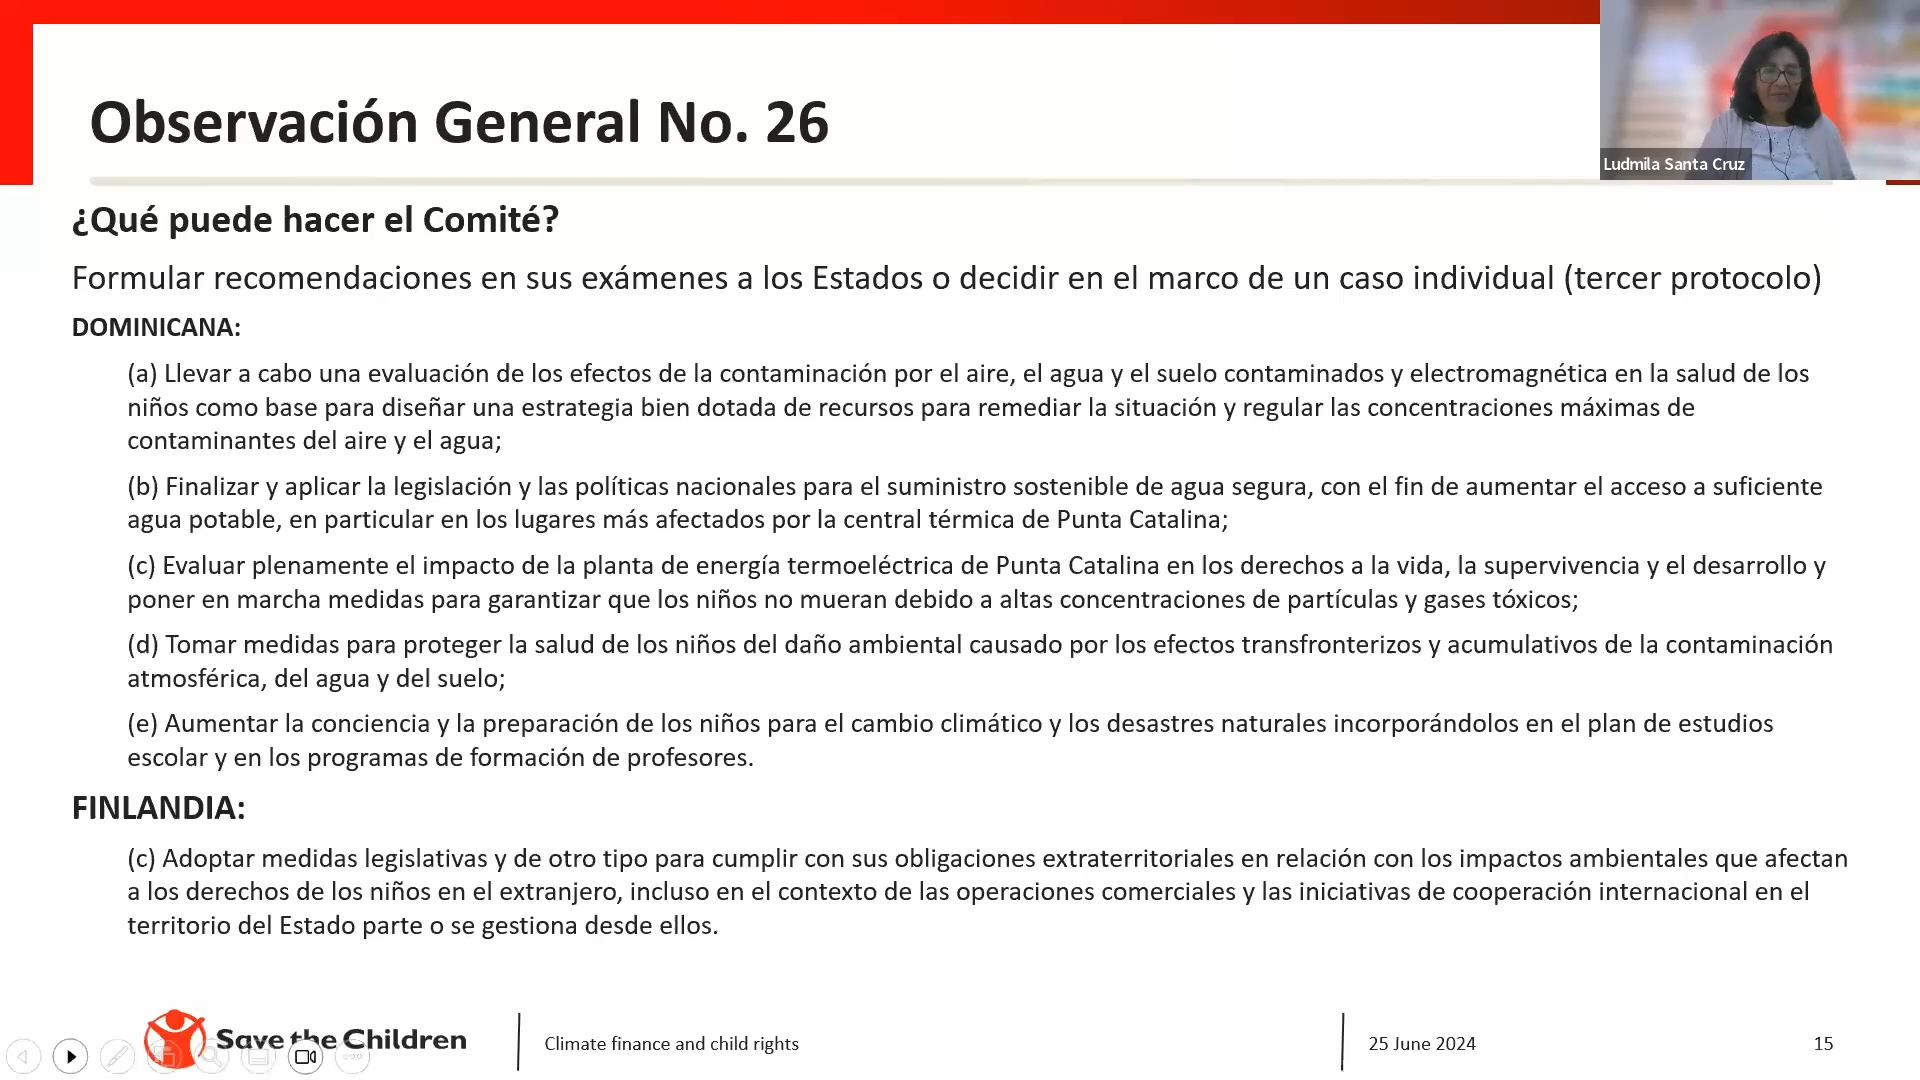 Observación General No. 26
Ludmila Santa Cruz
¿Qué puede hacer el Comité?
Formular recomendaciones en sus exámenes a los Estados o decidir en el marco de un caso individual (tercer protocolo)
DOMINICANA:
(a) Llevar a cabo una evaluación de los efectos de la contaminación por el aire, el agua y el suelo contaminados y electromagnética en la salud de los
niños como base para diseñar una estrategia bien dotada de recursos para remediar la situación y regular las concentraciones máximas de
contaminantes del aire y el agua;
(b) Finalizar y aplicar la legislación y las políticas nacionales para el suministro sostenible de agua segura, con el fin de aumentar el acceso a suficiente
agua potable, en particular en los lugares más afectados por la central térmica de Punta Catalina;
(c) Evaluar plenamente el impacto de la planta de energía termoeléctrica de Punta Catalina en los derechos a la vida, la supervivencia y el desarrollo y
poner en marcha medidas para garantizar que los niños no mueran debido a altas concentraciones de partículas y gases tóxicos;
(d) Tomar medidas para proteger la salud de los niños del daño ambiental causado por los efectos transfronterizos y acumulativos de la contaminación
atmosférica, del agua y del suelo;
(e) Aumentar la conciencia y la preparación de los niños para el cambio climático y los desastres naturales incorporándolos en el plan de estudios
escolar y en los programas de formación de profesores.
FINLANDIA:
(c) Adoptar medidas legislativas y de otro tipo para cumplir con sus obligaciones extraterritoriales en relación con los impactos ambientales que afectan
a los derechos de los niños en el extranjero, incluso en el contexto de las operaciones comerciales y las iniciativas de cooperación internacional en el
territorio del Estado parte o se gestiona desde ellos.
Save the Children
Climate finance and child rights
25 June 2024
15